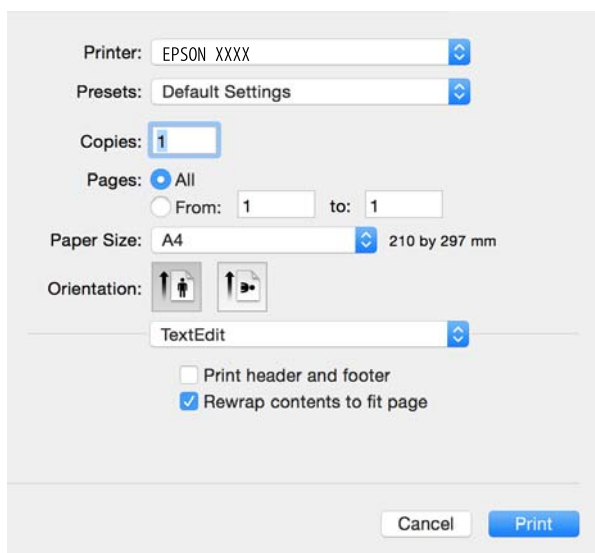 Printer: EPSON XXXX
Presets: Default Settings
Copies: 1
Pages: All
From: 1 to: 1
Paper Size: A4 210 by 297 mm
Orientation:
TextEdit
Print header and footer
Rewrap contents to fit page
Cancel Print